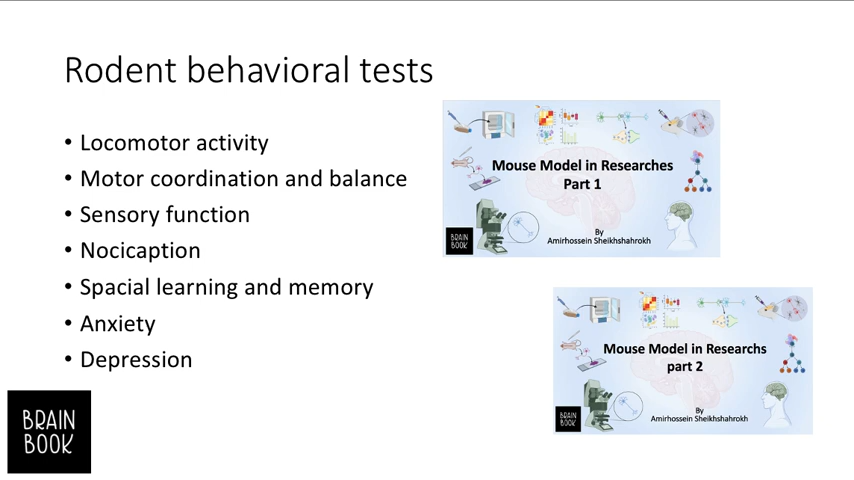 Rodent behavioral tests
• Locomotor activity
• Motor coordination and balance
• Sensory function
• Nocicaption
• Spacial learning and memory
• Anxiety
• Depression
Mouse Model in Researches
Part 1
By
Amirhossein Sheikhshahrokh
BRAIN
BOOK
Mouse Model in Researchs
part 2
By
Amirhossein Sheikhshahrokh
BRAIN
BOOK
BRAIN
BOOK